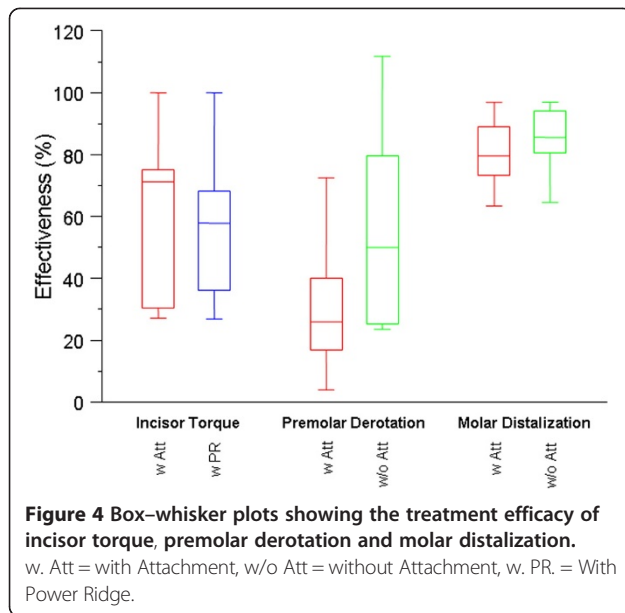 120
100
80
60
40
20
0
Effectiveness (%)
Incisor Torque
Premolar Derotation
Molar Distalization
w Att
w PR
w Att
w/o Att
w Att
w/o Att
Figure 4 Box–whisker plots showing the treatment efficacy of
incisor torque, premolar derotation and molar distalization.
w. Att = with Attachment, w/o Att = without Attachment, w. PR. = With
Power Ridge.